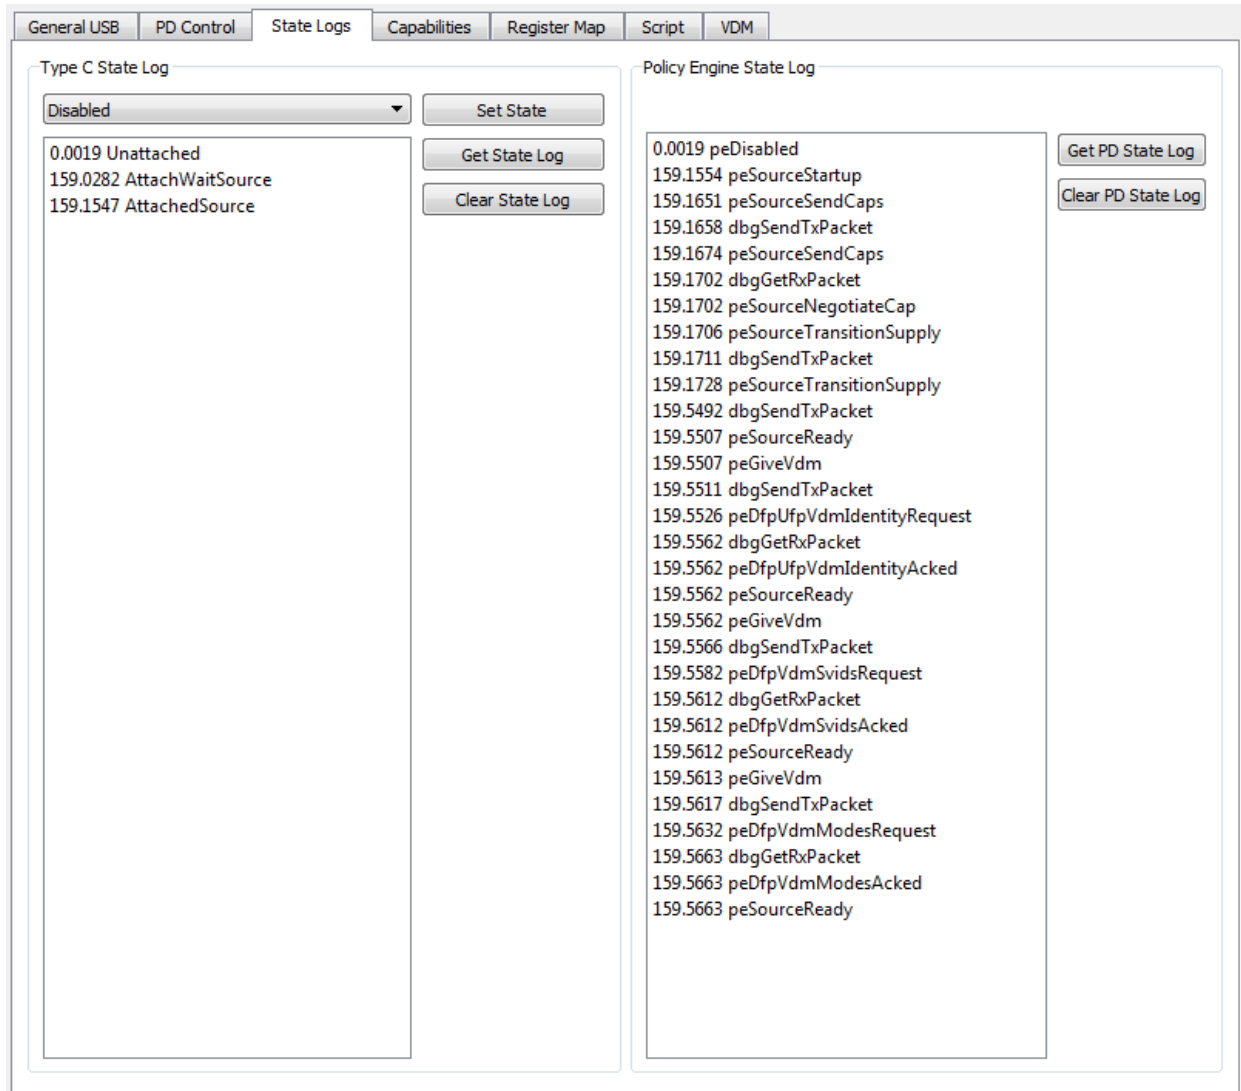 General USB PD Control State Logs Capabilities Register Map Script VDM
Type C State Log
Disabled
Set State
0.0019 Unattached
159.0282 AttachWaitSource
159.1547 AttachedSource
Get State Log
Clear State Log
Policy Engine State Log
0.0019 peDisabled
159.1554 peSourceStartup
159.1651 peSourceSendCaps
159.1658 dbgSendTxPacket
159.1674 peSourceSendCaps
159.1702 dbgGetRxPacket
159.1702 peSourceNegotiateCap
159.1706 peSourceTransitionSupply
159.1711 dbgSendTxPacket
159.1728 peSourceTransitionSupply
159.5492 dbgSendTxPacket
159.5507 peSourceReady
159.5507 peGiveVdm
159.5511 dbgSendTxPacket
159.5526 peDfpUfpVdmIdentityRequest
159.5562 dbgGetRxPacket
159.5562 peDfpUfpVdmIdentityAcked
159.5562 peSourceReady
159.5562 peGiveVdm
159.5566 dbgSendTxPacket
159.5582 peDfpVdmSvidsRequest
159.5612 dbgGetRxPacket
159.5612 peDfpVdmSvidsAcked
159.5612 peSourceReady
159.5613 peGiveVdm
159.5617 dbgSendTxPacket
159.5632 peDfpVdmModesRequest
159.5663 dbgGetRxPacket
159.5663 peDfpVdmModesAcked
159.5663 peSourceReady
Get PD State Log
Clear PD State Log